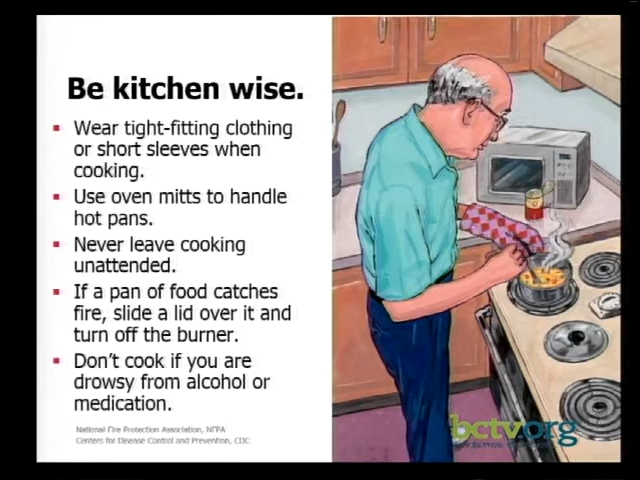 Be kitchen wise.
Wear tight-fitting clothing
or short sleeves when
cooking.
Use oven mitts to handle
hot pans.
Never leave cooking
unattended.
If a pan of food catches
fire, slide a lid over it and
turn off the burner.
Don't cook if you are
drowsy from alcohol or
medication.
National Fire Protection Association, NFPA
Centers for Disease Control and Prevention, CDC
bctv.org